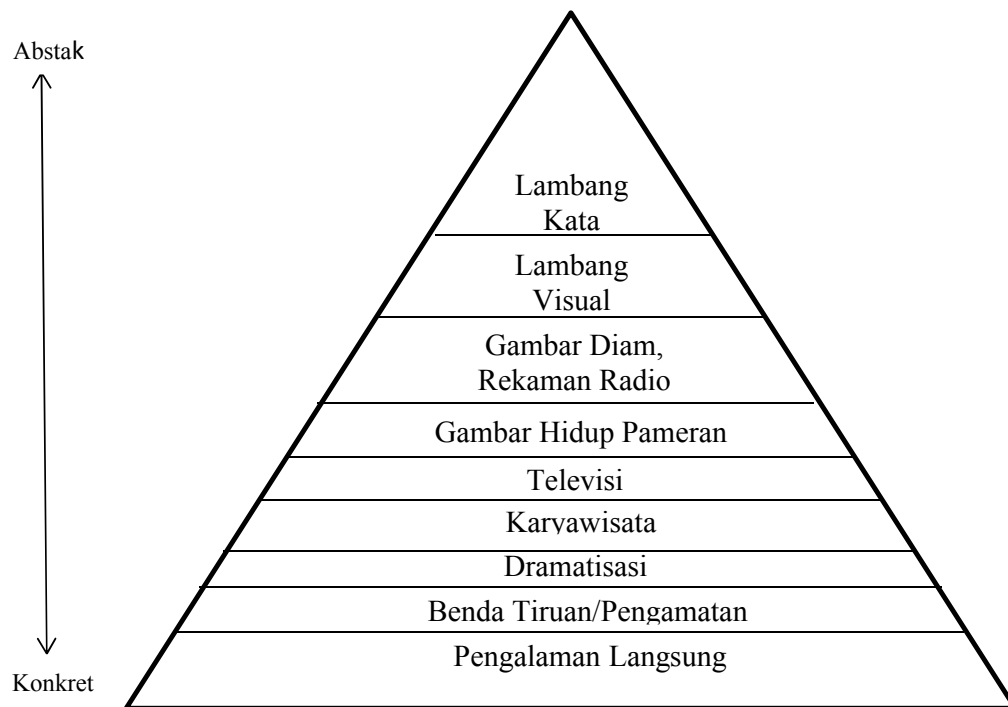 Abstak
Lambang
Kata
Lambang
Visual
Gambar Diam,
Rekaman Radio
Gambar Hidup Pameran
Televisi
Karyawisata
Dramatisasi
Benda Tiruan/Pengamatan
Pengalaman Langsung
Konkret